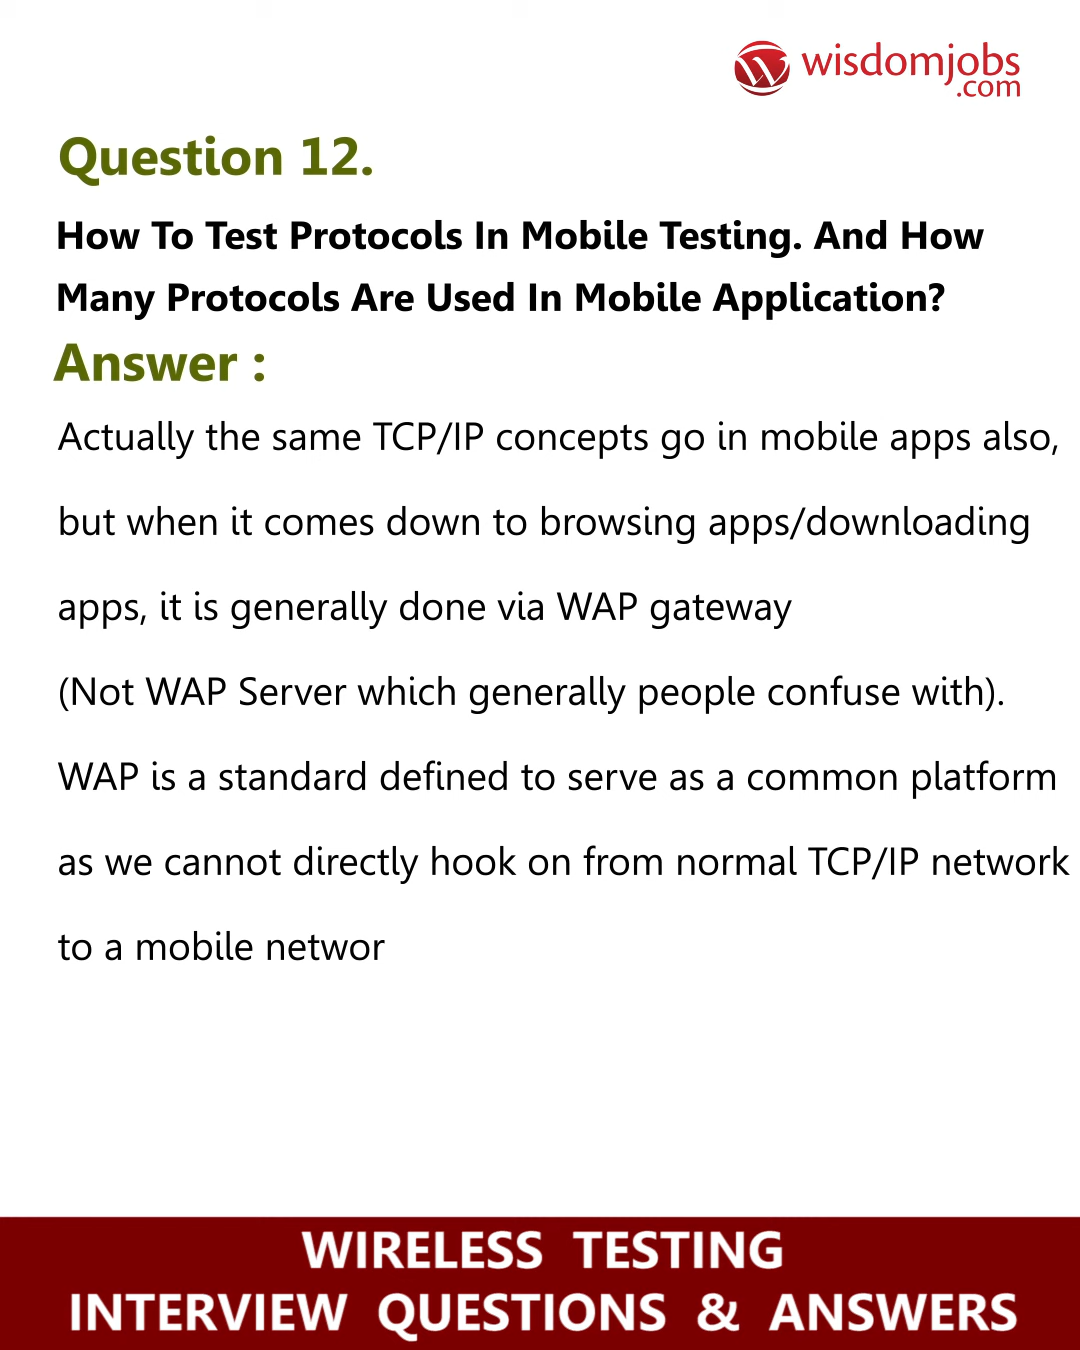 wisdomjobs
.com
Question 12.
How To Test Protocols In Mobile Testing. And How
Many Protocols Are Used In Mobile Application?
Answer :
Actually the same TCP/IP concepts go in mobile apps also,
but when it comes down to browsing apps/downloading
apps, it is generally done via WAP gateway
(Not WAP Server which generally people confuse with).
WAP is a standard defined to serve as a common platform
as we cannot directly hook on from normal TCP/IP network
to a mobile networ
WIRELESS TESTING
INTERVIEW QUESTIONS & ANSWERS